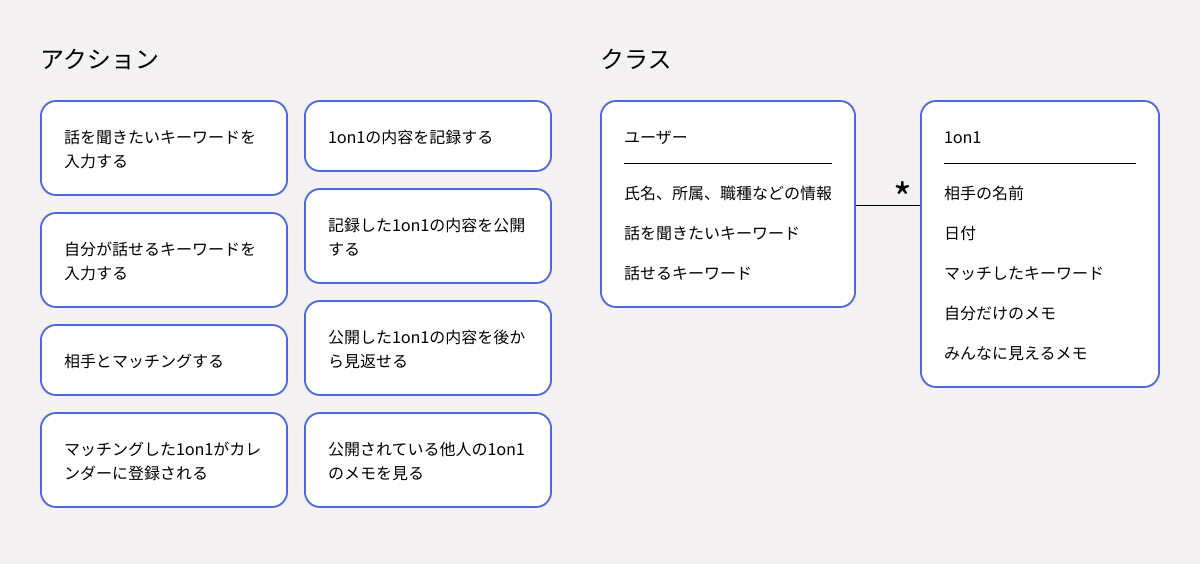 アクション
話を聞きたいキーワードを
入力する
自分が話せるキーワードを
入力する
相手とマッチングする
マッチングした1on1がカレ
ンダーに登録される
1on1の内容を記録する
記録した1on1の内容を公開
する
公開した1on1の内容を後か
ら見返せる
公開されている他人の1on1
のメモを見る
クラス
ユーザー
氏名、所属、職種などの情報
話を聞きたいキーワード
話せるキーワード
*
1on1
相手の名前
日付
マッチしたキーワード
自分だけのメモ
みんなに見えるメモ